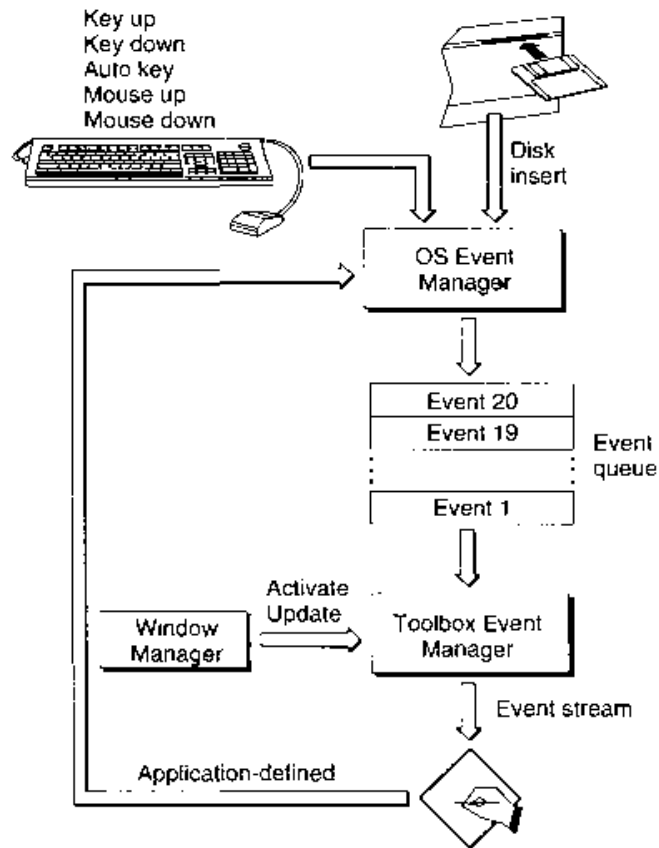 Key up
Key down
Auto key
Mouse up
Mouse down
Disk
insert
OS Event
Manager
Event 20
Event 19
Event
queue
Event 1
Activate
Update
Window
Manager
Toolbox Event
Manager
Event stream
Application-defined